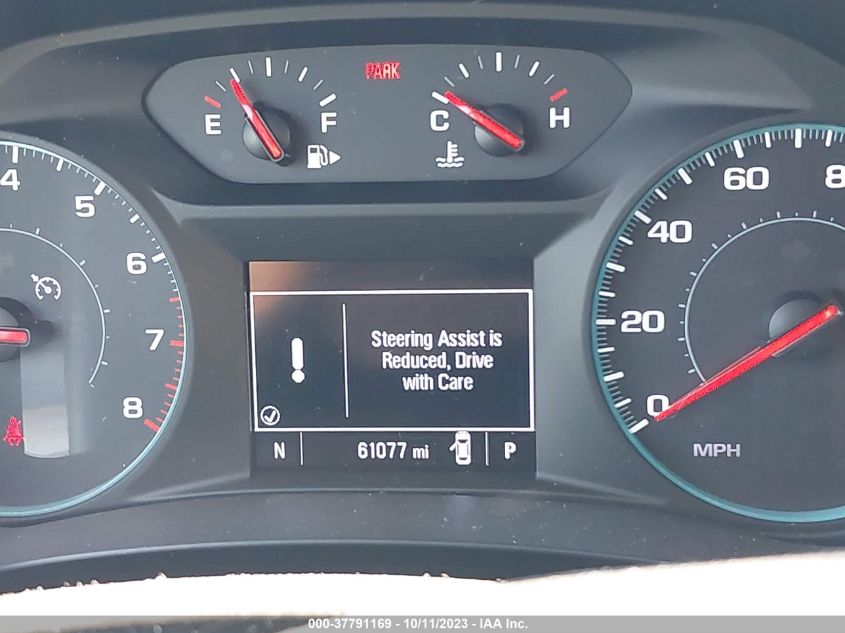 PARK
E
F
C
H
4
5
6
7
8
0
20
40
60
8
MPH
Steering Assist is
Reduced, Drive
with Care
N
61077 mi
P
000-37791169 - 10/11/2023 - IAA Inc.